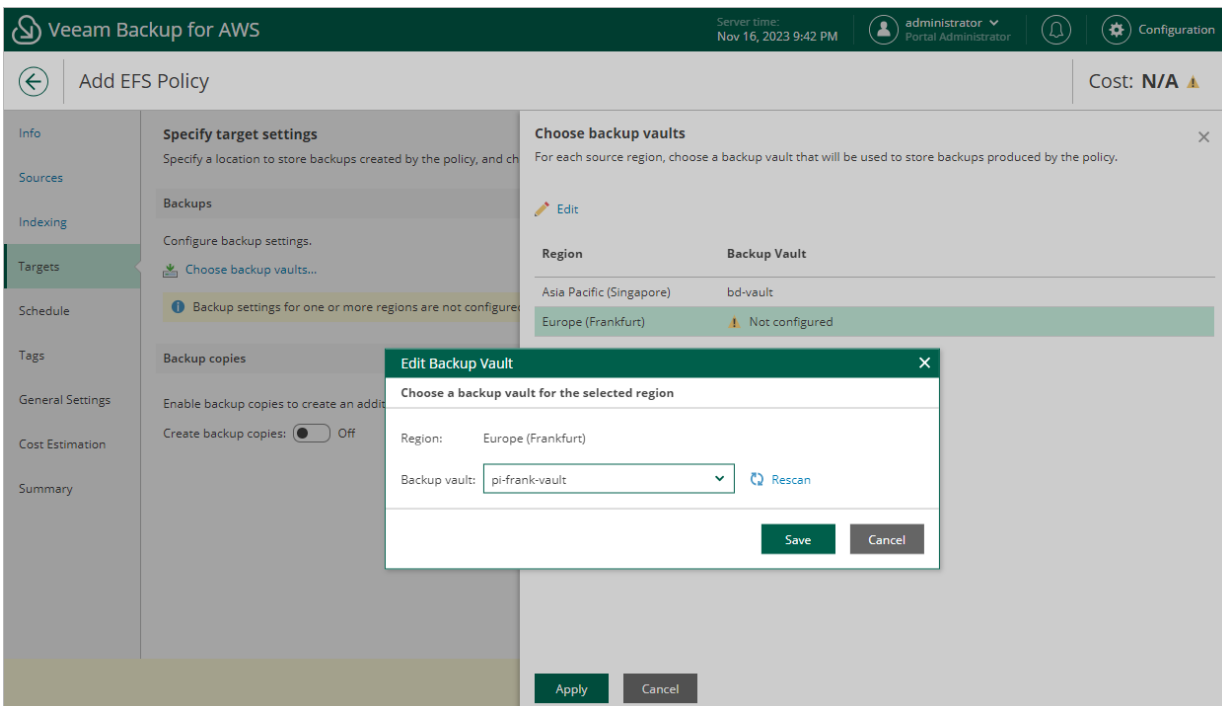 Veeam Backup for AWS
Server time:
Nov 16, 2023 9:42 PM
administrator
Portal Administrator
Configuration
Add EFS Policy
Cost: N/A
Info
Sources
Indexing
Targets
Schedule
Tags
General Settings
Cost Estimation
Summary
Specify target settings
Specify a location to store backups created by the policy, and ch
Backups
Configure backup settings.
Choose backup vaults...
Backup settings for one or more regions are not configure
Backup copies
Enable backup copies to create an addit
Create backup copies: Off
Choose backup vaults
For each source region, choose a backup vault that will be used to store backups produced by the policy.
Edit
Region Backup Vault
Asia Pacific (Singapore) bd-vault
Europe (Frankfurt) Not configured
Edit Backup Vault
Choose a backup vault for the selected region
Region: Europe (Frankfurt)
Backup vault: pi-frank-vault Rescan
Save Cancel
Apply Cancel